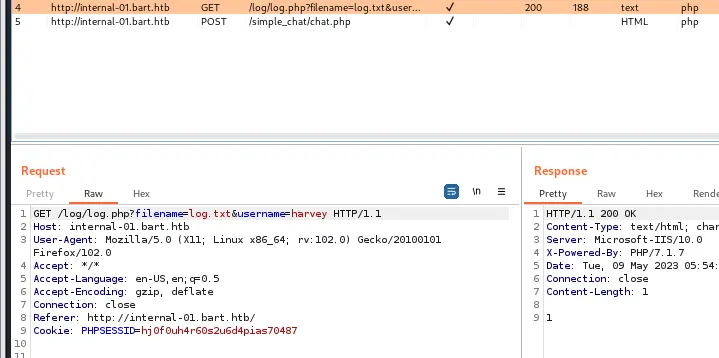 4 http://internal-01.bart.htb GET /log/log.php?filename=log.txt&user... ✓ 200 188 text php
5 http://internal-01.bart.htb POST /simple_chat/chat.php ✓ HTML php
Request
Pretty Raw Hex \n
1 GET /log/log.php?filename=log.txt&username=harvey HTTP/1.1
2 Host: internal-01.bart.htb
3 User-Agent: Mozilla/5.0 (X11; Linux x86_64; rv:102.0) Gecko/20100101
Firefox/102.0
4 Accept: */*
5 Accept-Language: en-US,en;q=0.5
6 Accept-Encoding: gzip, deflate
7 Connection: close
8 Referer: http://internal-01.bart.htb/
9 Cookie: PHPSESSID=hj0f0uh4r60s2u6d4pias70487
10
11
Response
Pretty Raw Hex Rende
1 HTTP/1.1 200 OK
2 Content-Type: text/html; char
3 Server: Microsoft-IIS/10.0
4 X-Powered-By: PHP/7.1.7
5 Date: Tue, 09 May 2023 05:54:
6 Connection: close
7 Content-Length: 1
8
9 1